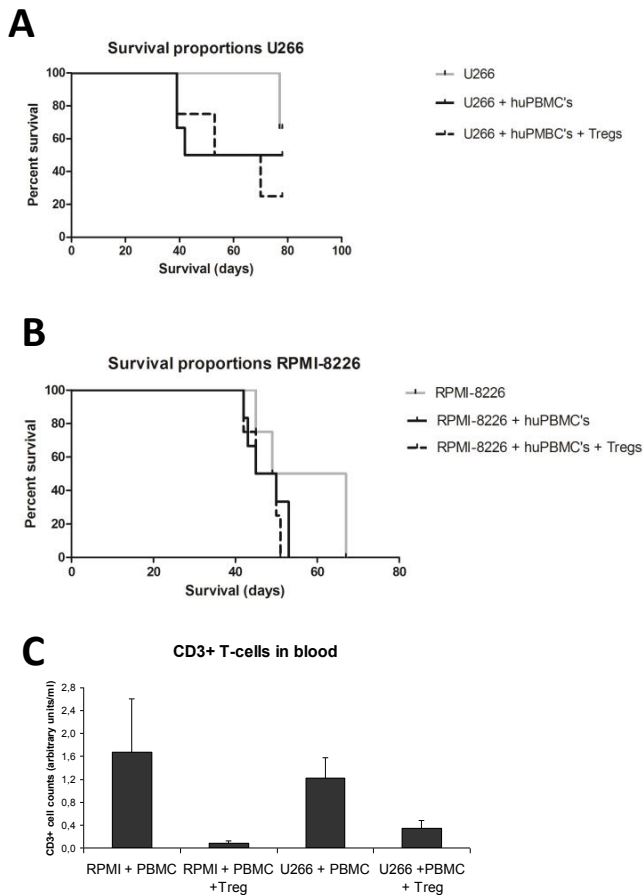 A
Survival proportions U266
Percent survival
100
80
60
40
20
0
0 20 40 60 80 100
Survival (days)
U266
U266 + huPBMC's
U266 + huPMBC's + Tregs
B
Survival proportions RPMI-8226
Percent survival
100
80
60
40
20
0
0 20 40 60 80
Survival (days)
RPMI-8226
RPMI-8226 + huPBMC's
RPMI-8226 + huPBMC's + Tregs
C
CD3+ T-cells in blood
CD3+ cell counts (arbitrary units/ml)
2,8
2,4
2,0
1,6
1,2
0,8
0,4
0,0
RPMI + PBMC RPMI + PBMC U266 + PBMC U266 +PBMC
+Treg + Treg